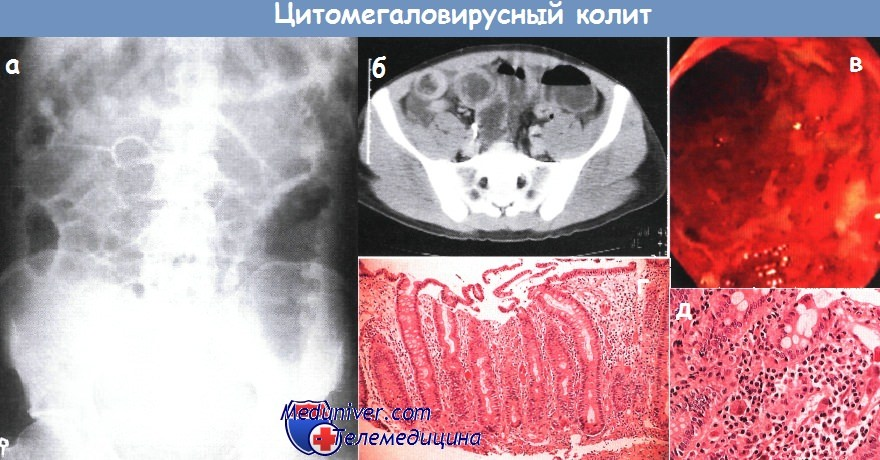 Цитомегаловирусный колит
а
б
в
г
д
Meduniver.com
Телемедицина